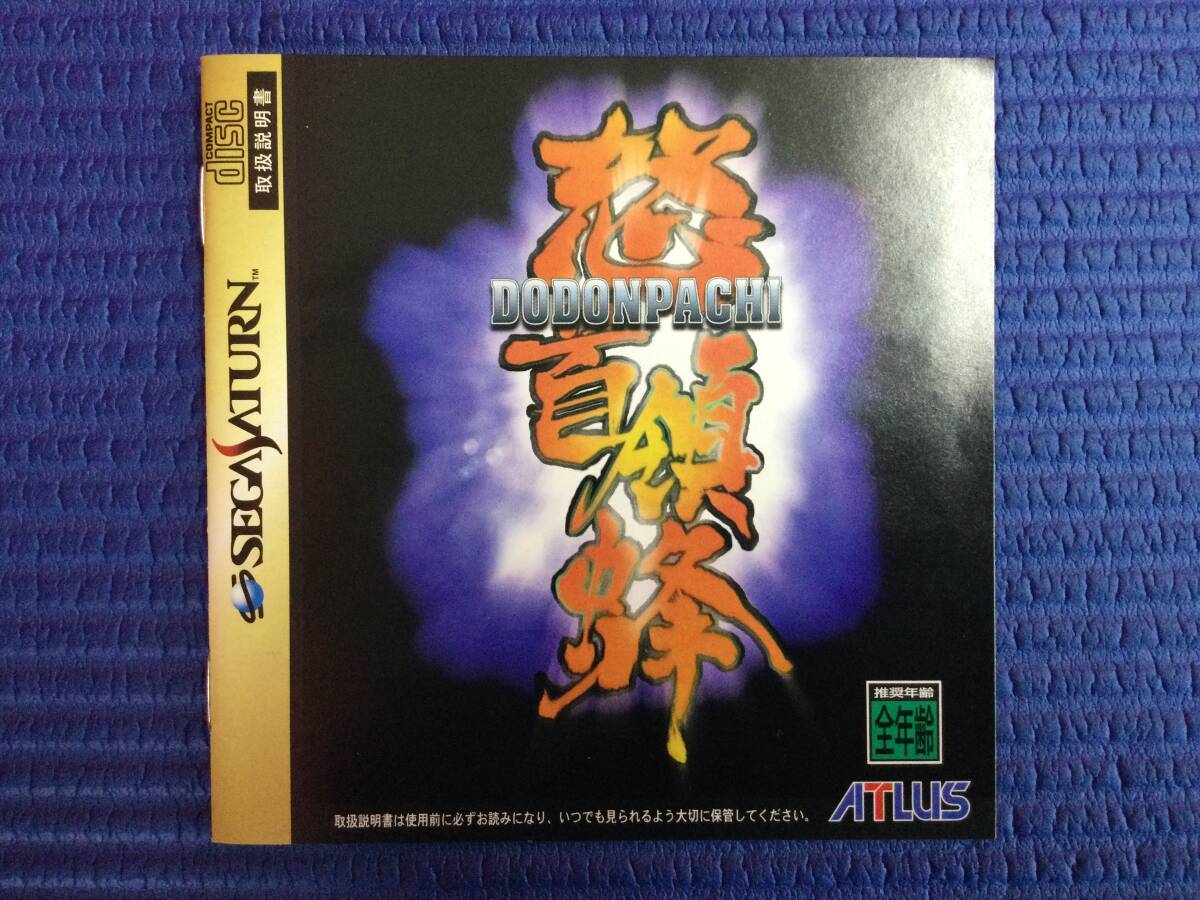 COMPACT
disc
取扱説明書
SEGA SATURN™
怒首領蜂
DODONPACHI
推奨年齢
全年齢
ATLUS
取扱説明書は使用前に必ずお読みになり、いつでも見られるよう大切に保管してください。